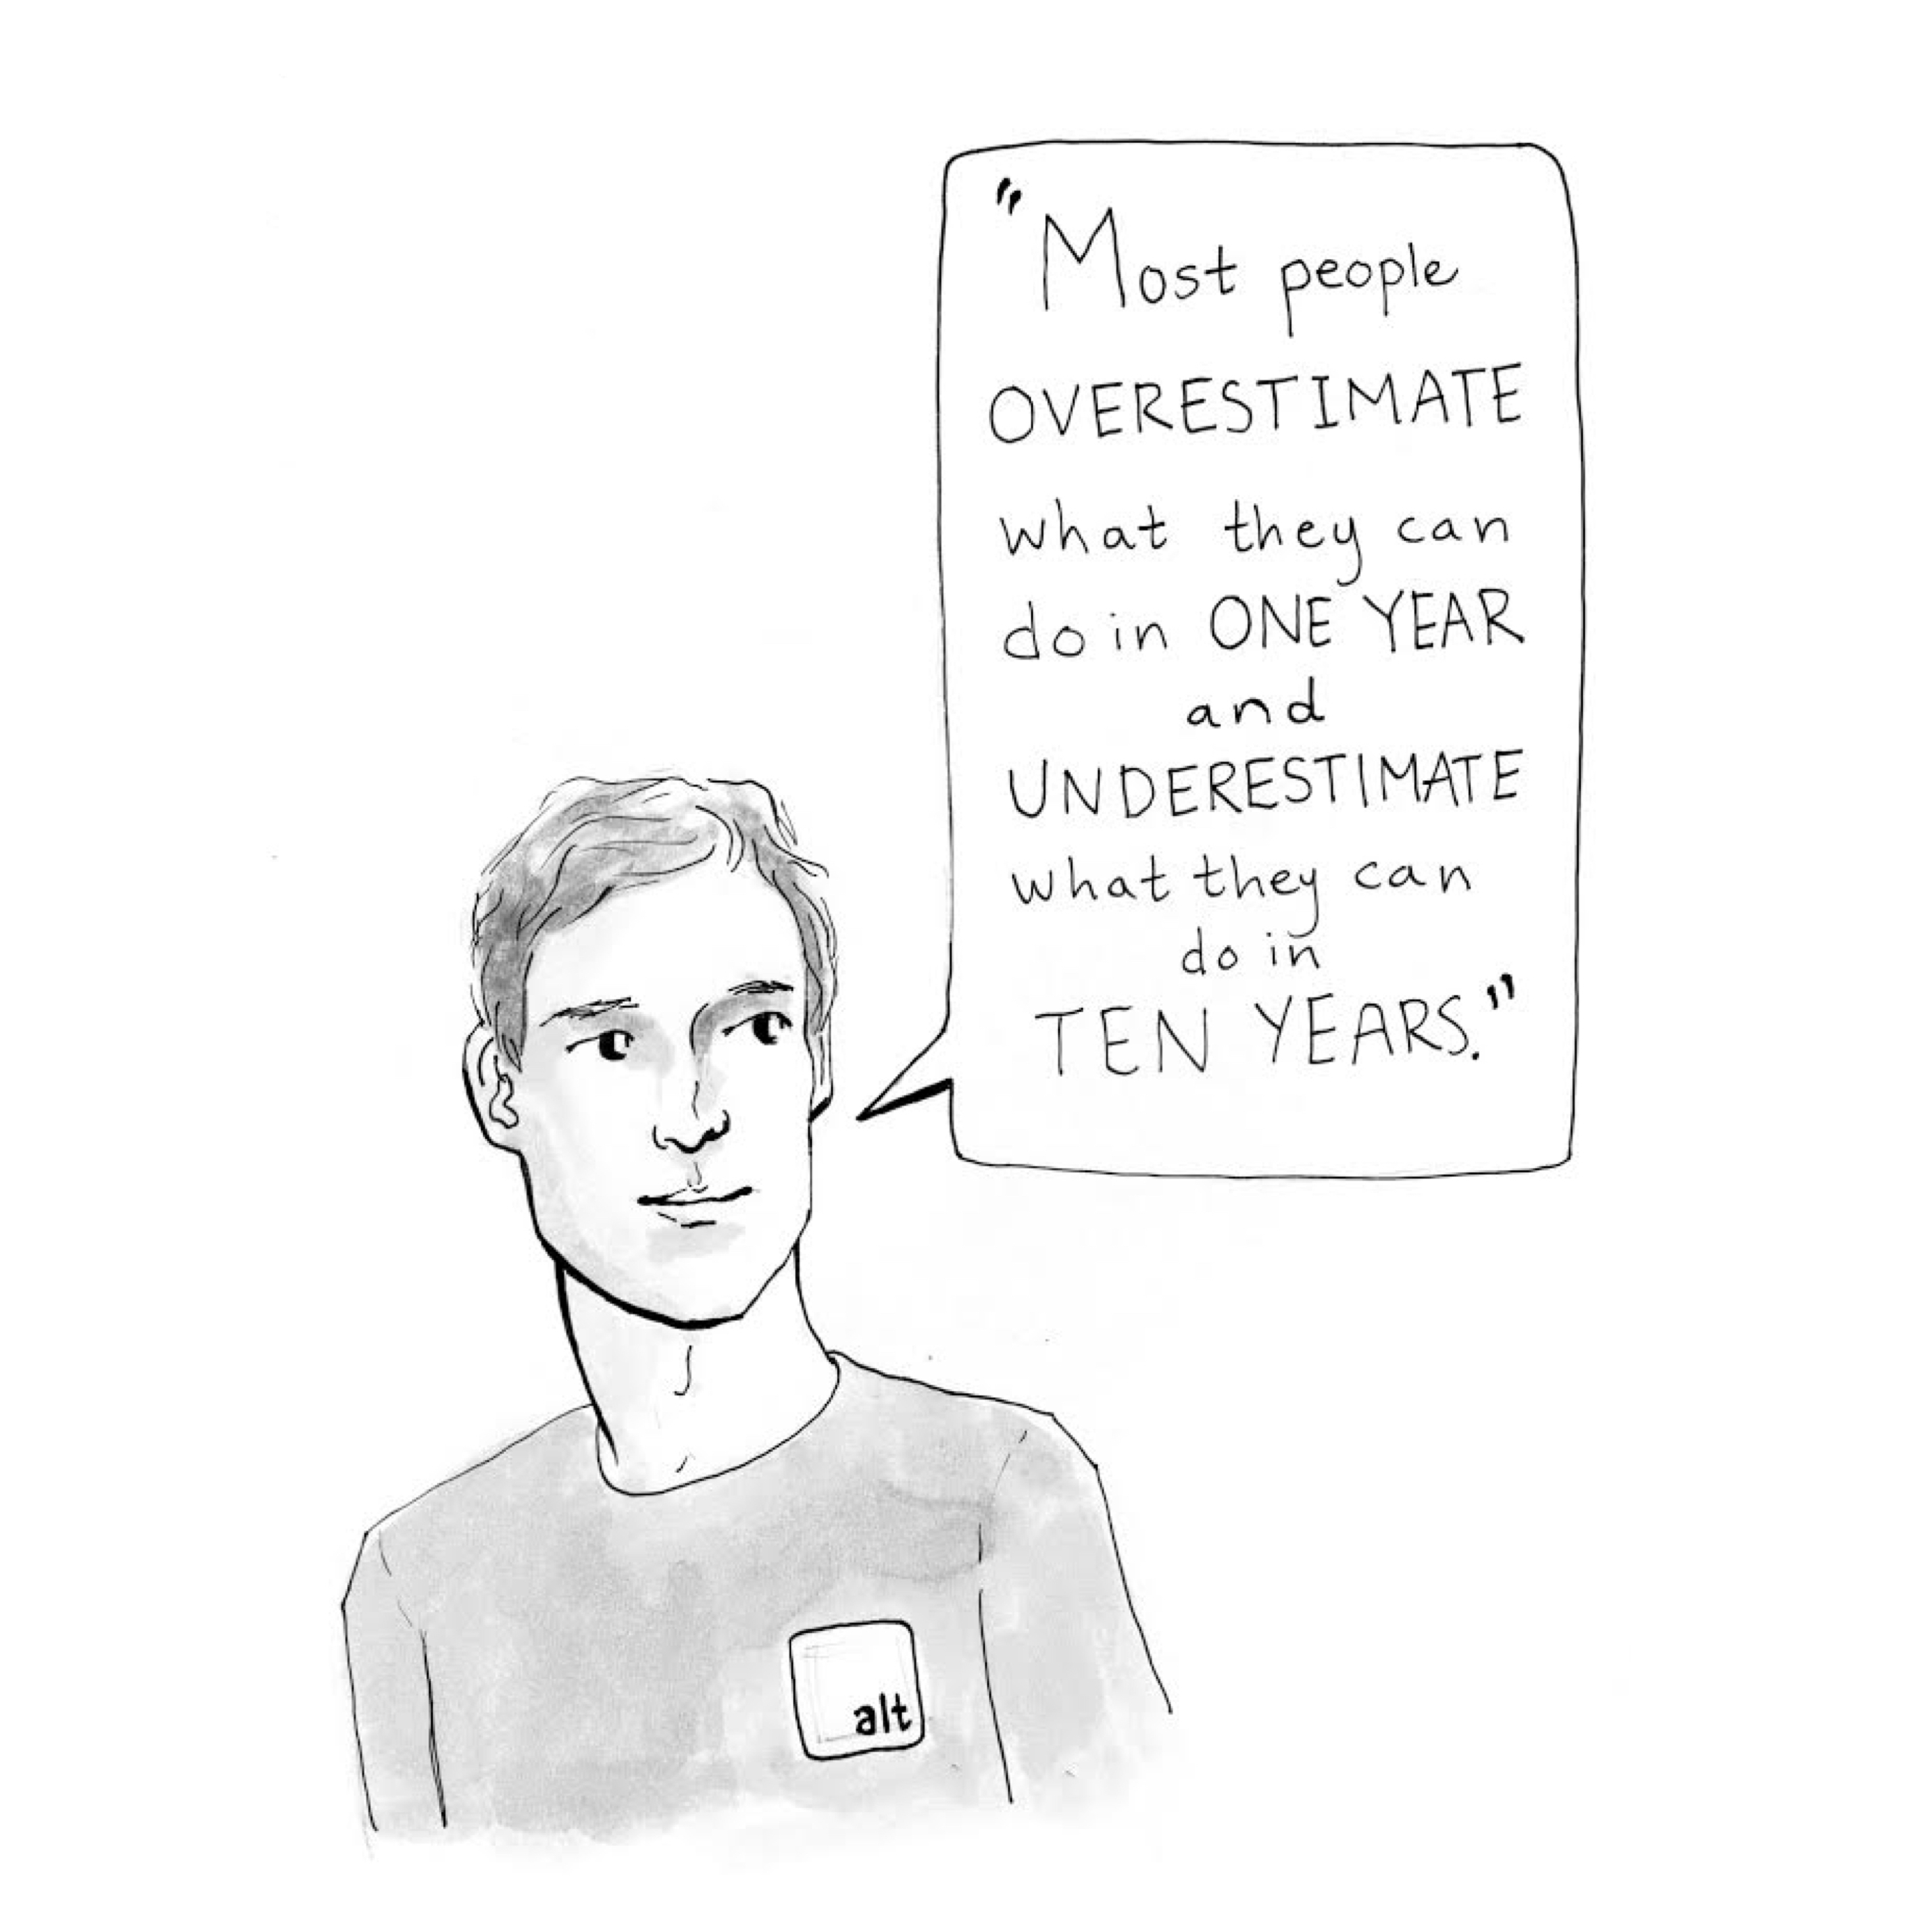 "Most people
OVERESTIMATE
what they can
do in ONE YEAR
and
UNDERESTIMATE
what they can
do in
TEN YEARS."
alt